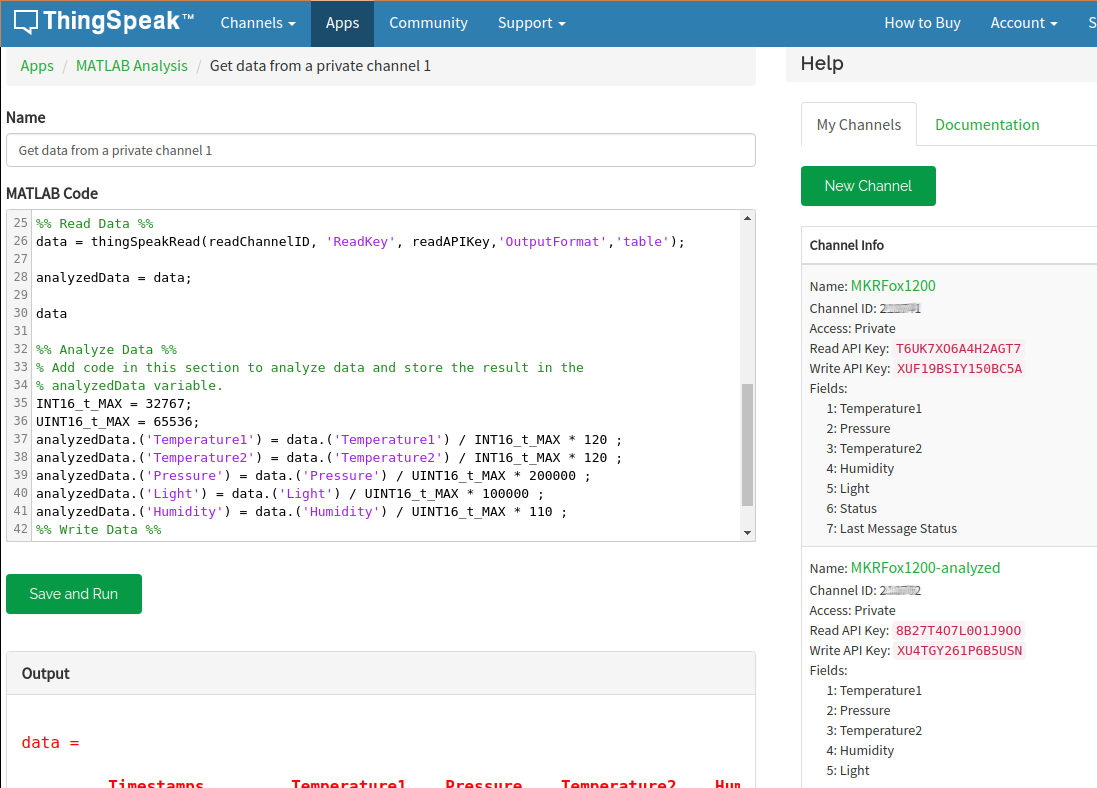 ThingSpeak™ Channels Apps Community Support How to Buy Account S
Apps / MATLAB Analysis / Get data from a private channel 1
Name
Get data from a private channel 1
MATLAB Code
25 %% Read Data %%
26 data = thingSpeakRead(readChannelID, 'ReadKey', readAPIKey,'OutputFormat','table');
27
28 analyzedData = data;
29
30 data
31
32 %% Analyze Data %%
33 % Add code in this section to analyze data and store the result in the
34 % analyzedData variable.
35 INT16_t_MAX = 32767;
36 UINT16_t_MAX = 65536;
37 analyzedData.('Temperature1') = data.('Temperature1') / INT16_t_MAX * 120 ;
38 analyzedData.('Temperature2') = data.('Temperature2') / INT16_t_MAX * 120 ;
39 analyzedData.('Pressure') = data.('Pressure') / UINT16_t_MAX * 200000 ;
40 analyzedData.('Light') = data.('Light') / UINT16_t_MAX * 100000 ;
41 analyzedData.('Humidity') = data.('Humidity') / UINT16_t_MAX * 110 ;
42 %% Write Data %%
Save and Run
Output
data =
Timestamps Temperature1 Pressure Temperature2 Hum
Help
My Channels Documentation
New Channel
Channel Info
Name: MKRFox1200
Channel ID:
Access: Private
Read API Key: T6UK7XO6A4H2AGT7
Write API Key: XUF19BSIY150BC5A
Fields:
1: Temperature1
2: Pressure
3: Temperature2
4: Humidity
5: Light
6: Status
7: Last Message Status
Name: MKRFox1200-analyzed
Channel ID:
Access: Private
Read API Key: 8B27T4O7L0O1J9OO
Write API Key: XU4TGY261P6B5USN
Fields:
1: Temperature1
2: Pressure
3: Temperature2
4: Humidity
5: Light